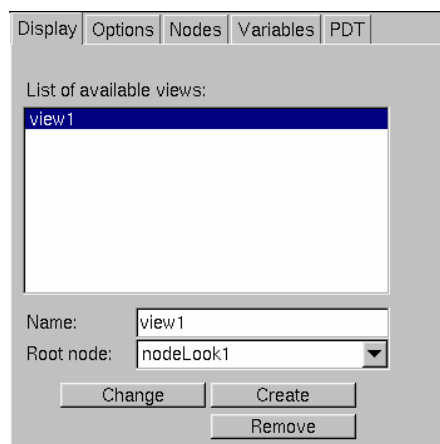 Display Options Nodes Variables PDT
List of available views:
view1
Name: view1
Root node: nodeLook1
Change Create
Remove